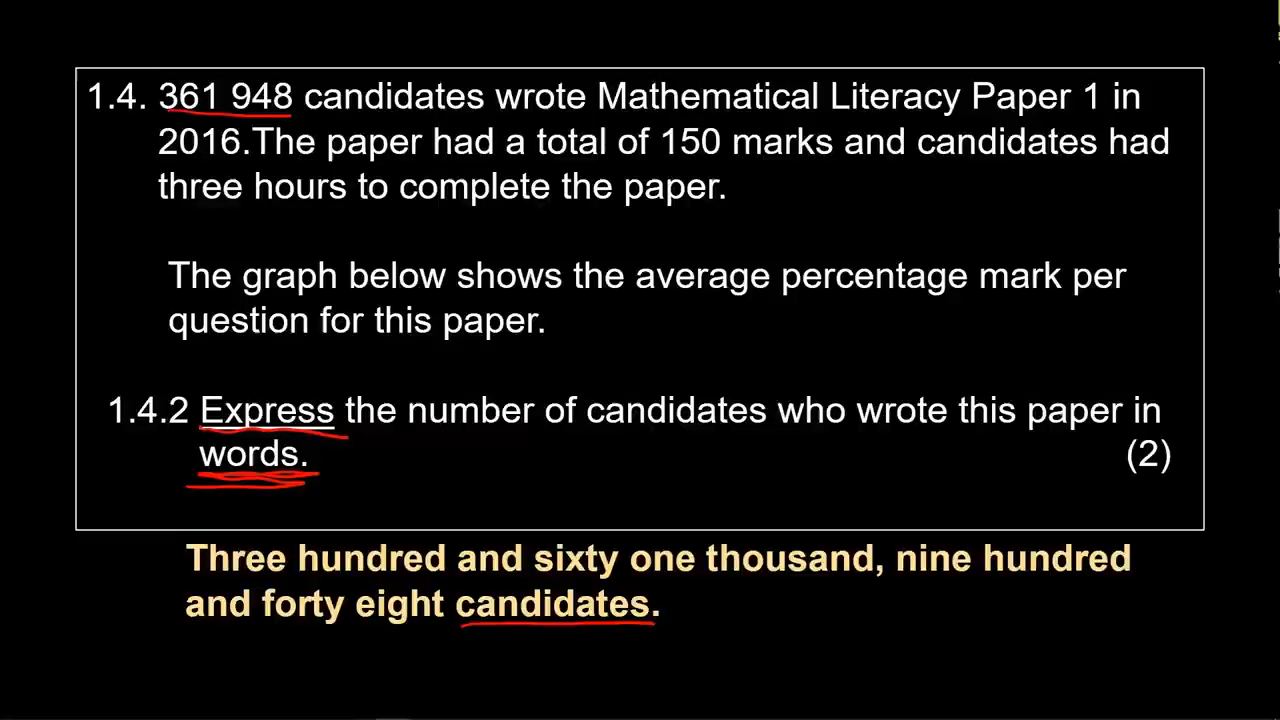 1.4. 361 948 candidates wrote Mathematical Literacy Paper 1 in
2016.The paper had a total of 150 marks and candidates had
three hours to complete the paper.
The graph below shows the average percentage mark per
question for this paper.
1.4.2 Express the number of candidates who wrote this paper in
words. (2)
Three hundred and sixty one thousand, nine hundred
and forty eight candidates.